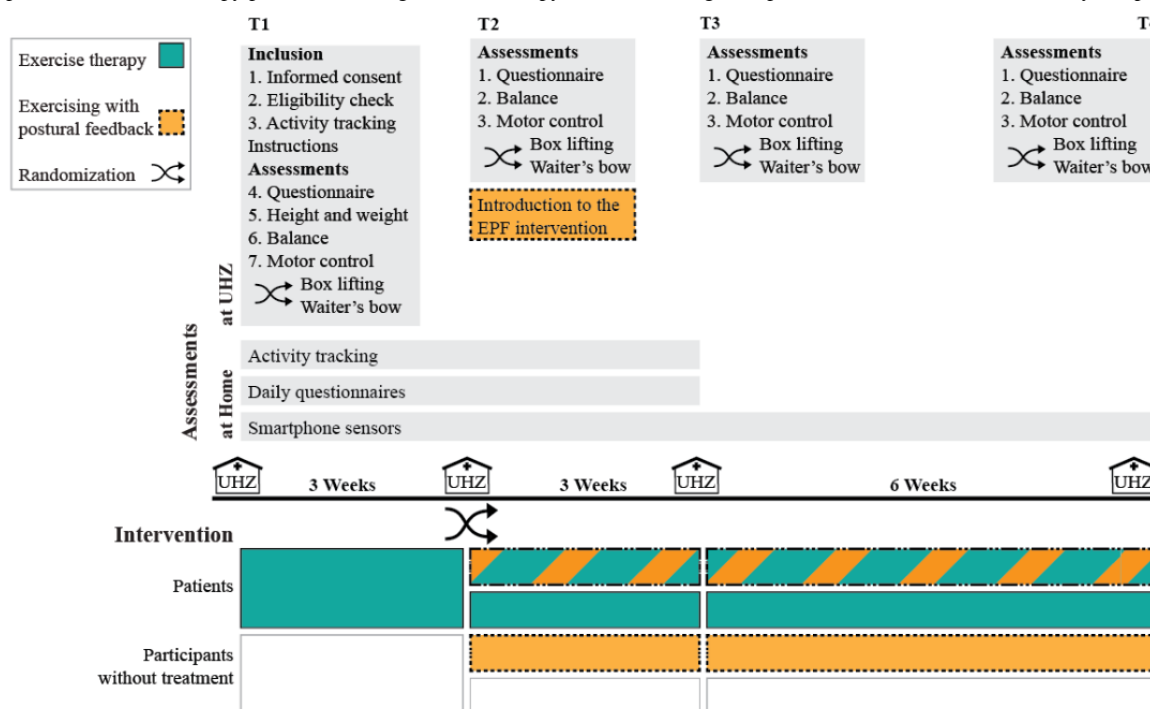 T1
T2
T3
Exercise therapy
Exercising with
postural feedback
Randomization
Inclusion
1. Informed consent
2. Eligibility check
3. Activity tracking
Instructions
Assessments
4. Questionnaire
5. Height and weight
6. Balance
7. Motor control
Box lifting
Waiter's bow
Assessments
1. Questionnaire
2. Balance
3. Motor control
Box lifting
Waiter's bow
Introduction to the
EPF intervention
Assessments
1. Questionnaire
2. Balance
3. Motor control
Box lifting
Waiter's bow
Assessments
1. Questionnaire
2. Balance
3. Motor control
Box lifting
Waiter's bow
Assessments
at UHZ
at Home
Activity tracking
Daily questionnaires
Smartphone sensors
UHZ
3 Weeks
UHZ
3 Weeks
UHZ
6 Weeks
UHZ
Intervention
Patients
Participants
without treatment